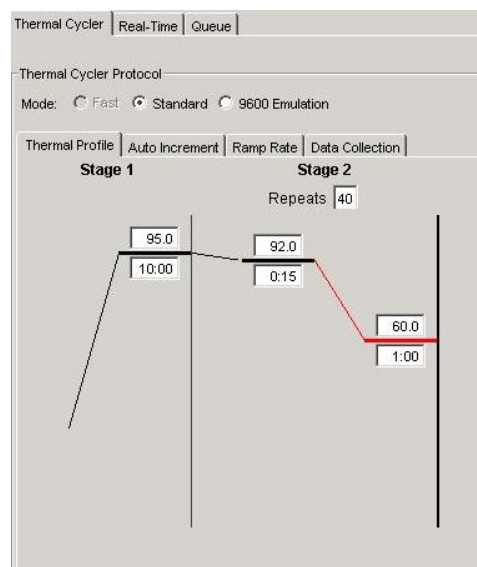 Thermal Cycler Real-Time Queue
Thermal Cycler Protocol
Mode: Fast Standard 9600 Emulation
Thermal Profile Auto Increment Ramp Rate Data Collection
Stage 1 Stage 2
Repeats 40
95.0
10:00
92.0
0:15
60.0
1:00